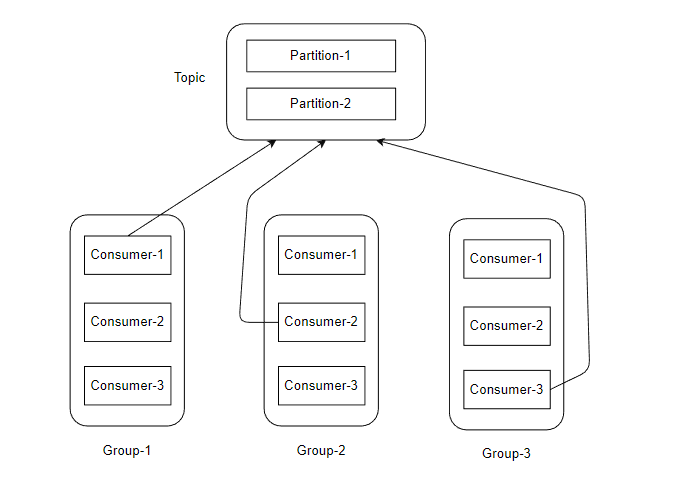 Partition-1
Topic
Partition-2
Consumer-1
Consumer-2
Consumer-3
Group-1
Consumer-1
Consumer-2
Consumer-3
Group-2
Consumer-1
Consumer-2
Consumer-3
Group-3